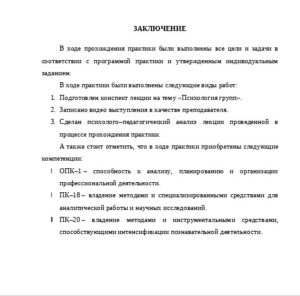 ЗАКЛЮЧЕНИЕ
В ходе прохождения практики были выполнены все цели и задачи в
соответствии с программой практики и утвержденным индивидуальным
заданием.
В ходе практики были выполнены следующие виды работ:
1. Подготовлен конспект лекции на тему «Психология групп».
2. Записано видео выступления в качестве преподавателя.
3. Сделан психолого–педагогический анализ лекции проведенной в
процессе прохождения практики.
А также стоит отметить, что в ходе практики приобретены следующие
компетенции:
ОПК–1 – способность к анализу, планированию и организации
профессиональной деятельности.
ПК–18 – владение методами и специализированными средствами для
аналитической работы и научных исследований.
ПК–20 – владение методами и инструментальными средствами,
способствующими интенсификации познавательной деятельности.